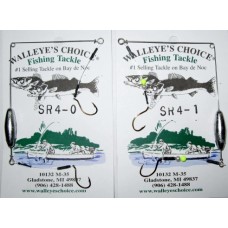 WALLEYE'S CHOICE
Fishing Tackle
#1 Selling Tackle on Bay de Noc
SR4-0
10132 M-35
Gladstone, MI 49837
(906) 428-1488
www.walleyeschoice.com
WALLEYE'S CHOICE
Fishing Tackle
#1 Selling Tackle on Bay de Noc
SR4-1
10132 M-35
Gladstone, MI 49837
(906) 428-1488
www.walleyeschoice.com